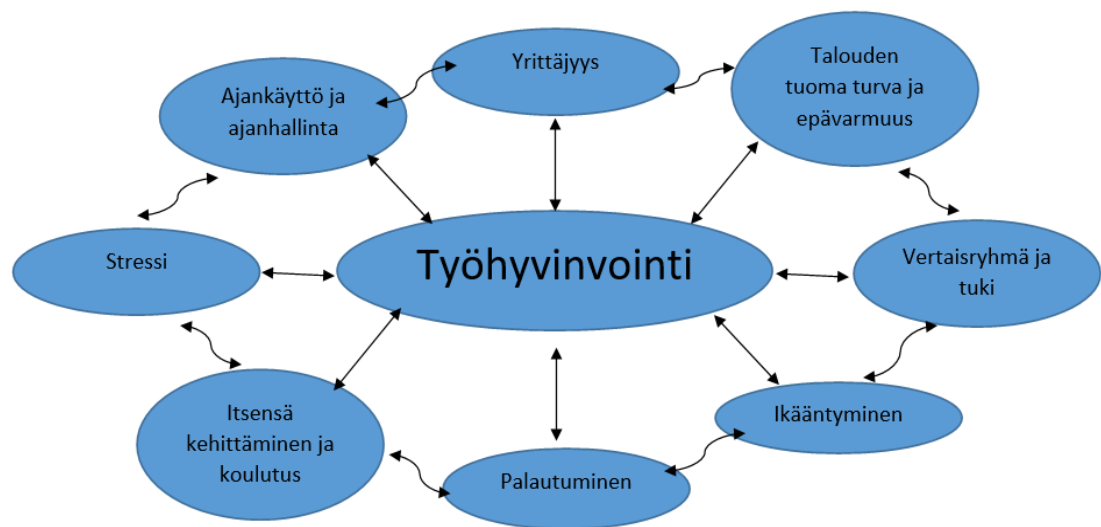 Yrittäjyys
Talouden
tuoma turva ja
epävarmuus
Ajankäyttö ja
ajanhallinta
Stressi
Työhyvinvointi
Vertaisryhmä ja
tuki
Itsensä
kehittäminen ja
koulutus
Palautuminen
Ikääntyminen